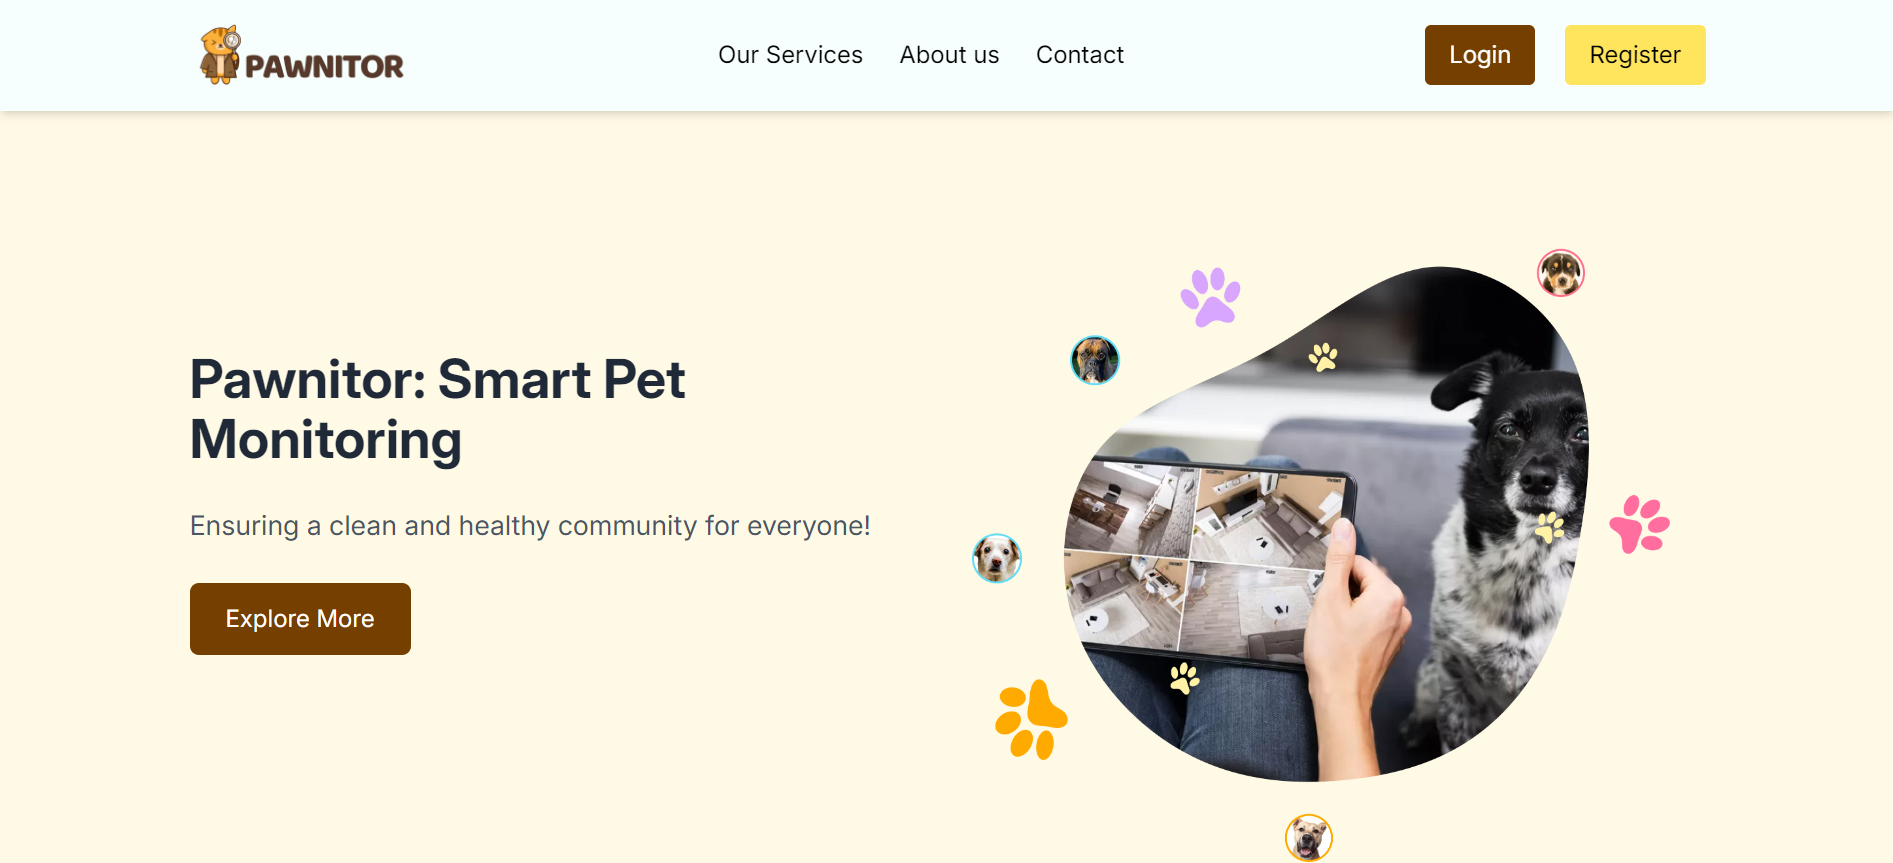 PAWNITOR
Our Services
About us
Contact
Login
Register
Pawnitor: Smart Pet
Monitoring
Ensuring a clean and healthy community for everyone!
Explore More